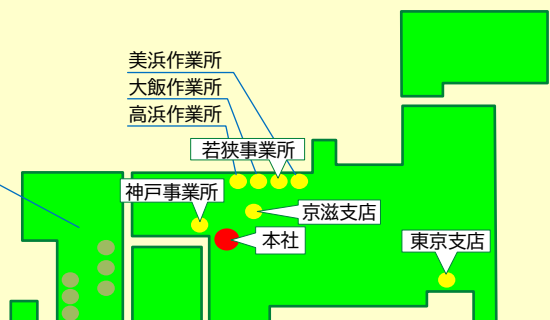 美浜作業所
大飯作業所
高浜作業所
若狭事業所
神戸事業所
京滋支店
本社
東京支店